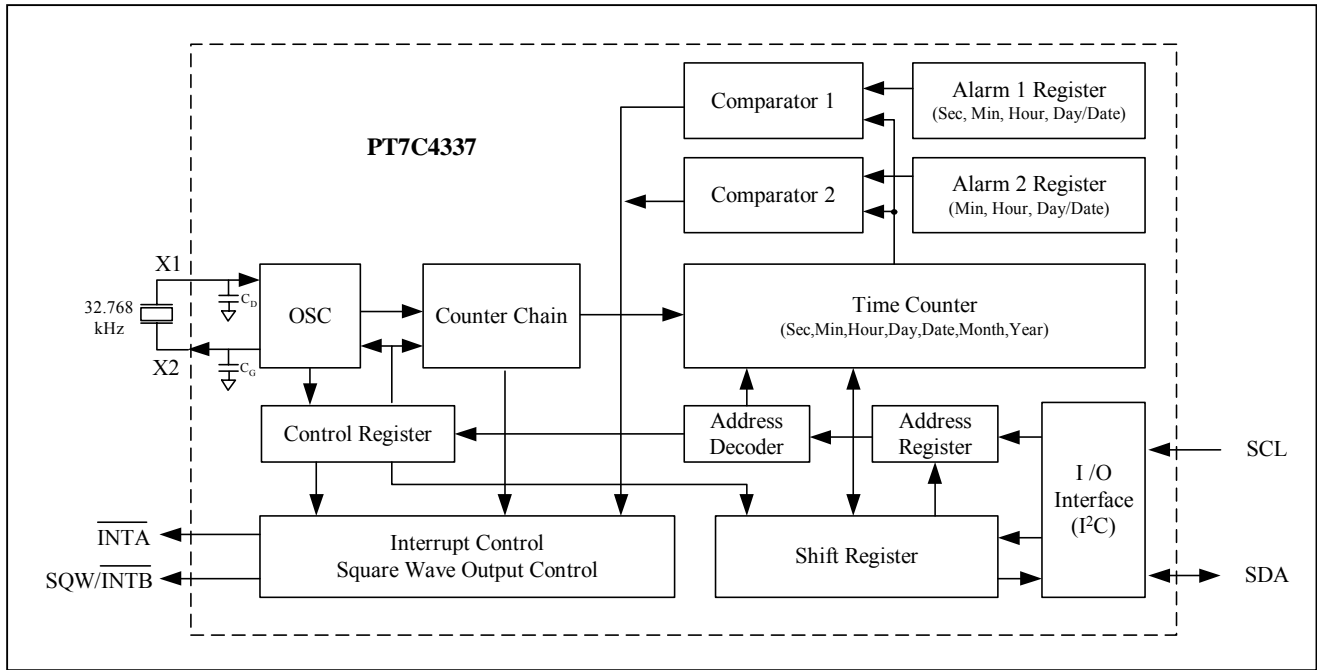 PT7C4337
Comparator 1
Alarm 1 Register
(Sec, Min, Hour, Day/Date)
Comparator 2
Alarm 2 Register
(Min, Hour, Day/Date)
X1
32.768
kHz
X2
CD
CG
OSC
Counter Chain
Time Counter
(Sec,Min,Hour,Day,Date,Month,Year)
Control Register
Address
Decoder
Address
Register
I /O
Interface
(I²C)
SCL
SDA
INTA
SQW/INTB
Interrupt Control
Square Wave Output Control
Shift Register